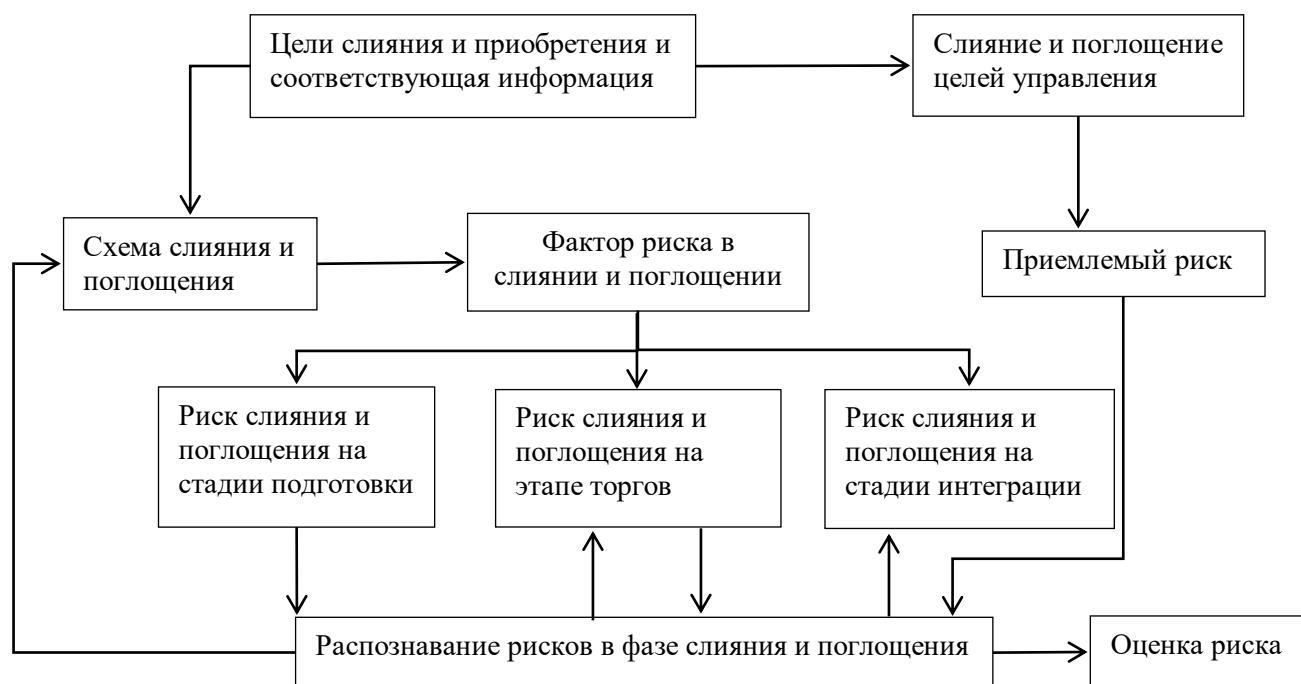 Цели слияния и приобретения и
соответствующая информация
Слияние и поглощение
целей управления
Схема слияния и
поглощения
Фактор риска в
слиянии и поглощении
Приемлемый риск
Риск слияния и
поглощения на
стадии подготовки
Риск слияния и
поглощения на
этапе торгов
Риск слияния и
поглощения на
стадии интеграции
Распознавание рисков в фазе слияния и поглощения
Оценка риска